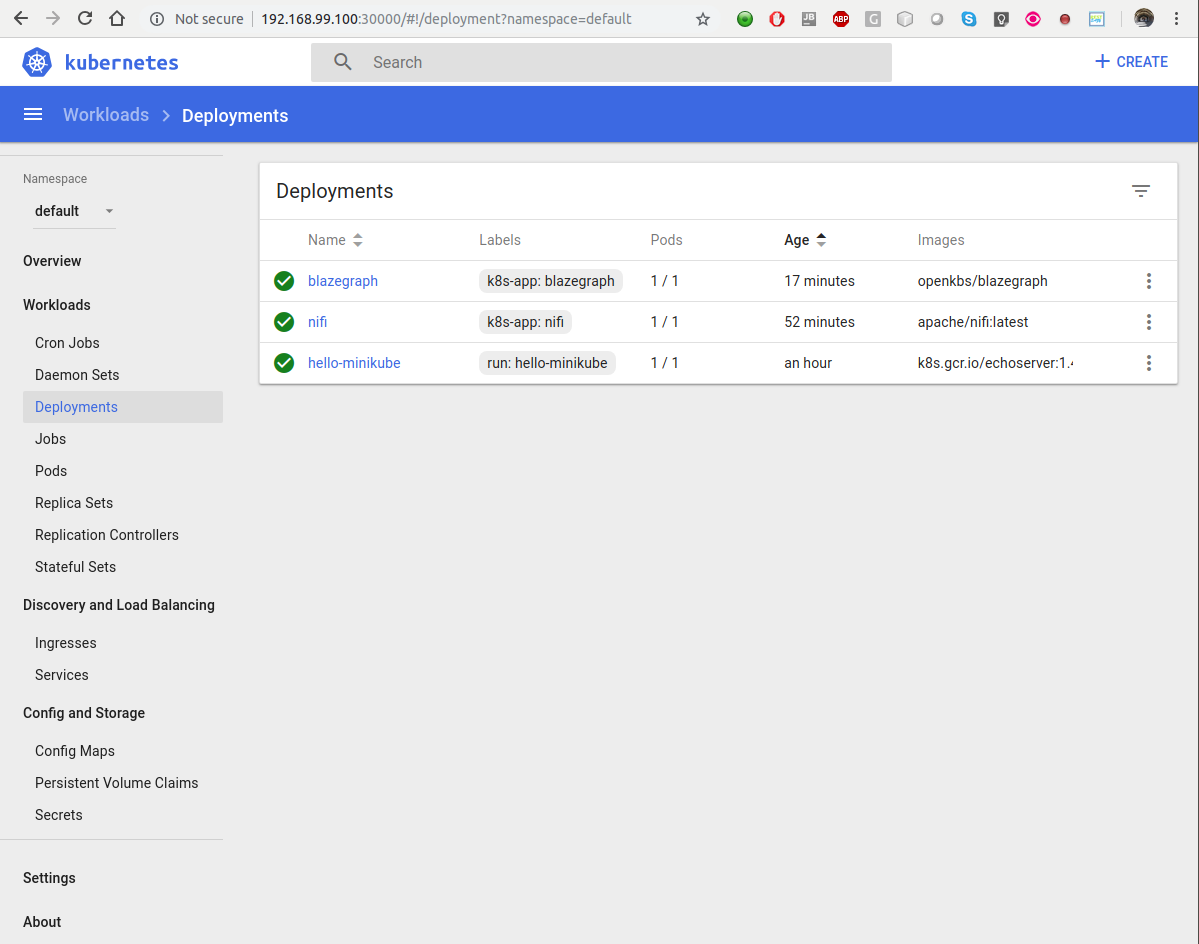 Not secure 192.168.99.100:30000/#!/deployment?namespace=default
JB
ABP
G
kubernetes
Search
+ CREATE
Workloads > Deployments
Namespace
default
Overview
Workloads
Cron Jobs
Daemon Sets
Deployments
Jobs
Pods
Replica Sets
Replication Controllers
Stateful Sets
Discovery and Load Balancing
Ingresses
Services
Config and Storage
Config Maps
Persistent Volume Claims
Secrets
Settings
About
Deployments
Name Labels Pods Age Images
blazegraph k8s-app: blazegraph 1 / 1 17 minutes openkbs/blazegraph
nifi k8s-app: nifi 1 / 1 52 minutes apache/nifi:latest
hello-minikube run: hello-minikube 1 / 1 an hour k8s.gcr.io/echoserver:1.